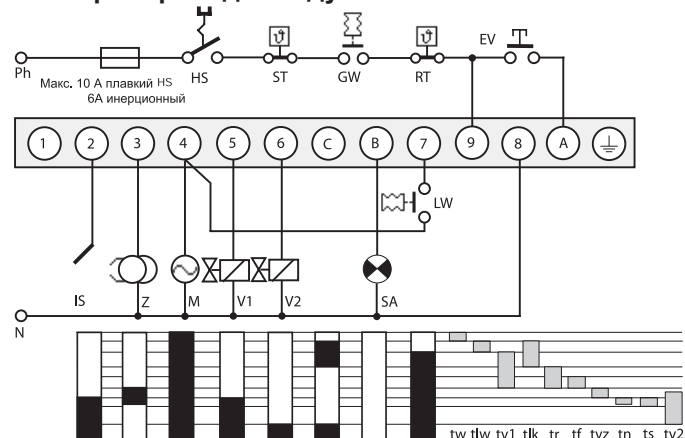 Ph
Макс. 10 А плавкий HS
6А инерционный
HS
ST
GW
RT
EV
1 2 3 4 5 6 C B 7 9 8 A
LW
IS Z M V1 V2 SA
N
tw tlw tv1 tlk tr tf tvz tn ts tv2